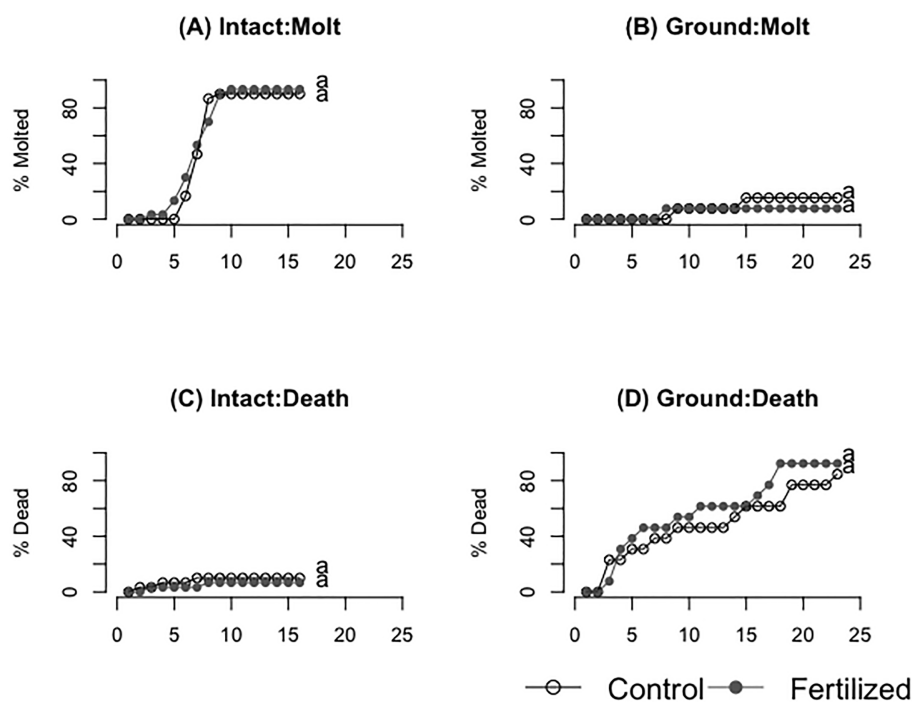 (A) Intact:Molt
(B) Ground:Molt
% Molted
80
40
0
a
a
0 5 10 15 20 25
% Molted
80
40
0
a
a
0 5 10 15 20 25
(C) Intact:Death
(D) Ground:Death
% Dead
80
40
0
a
a
0 5 10 15 20 25
% Dead
80
40
0
a
a
0 5 10 15 20 25
Control Fertilized